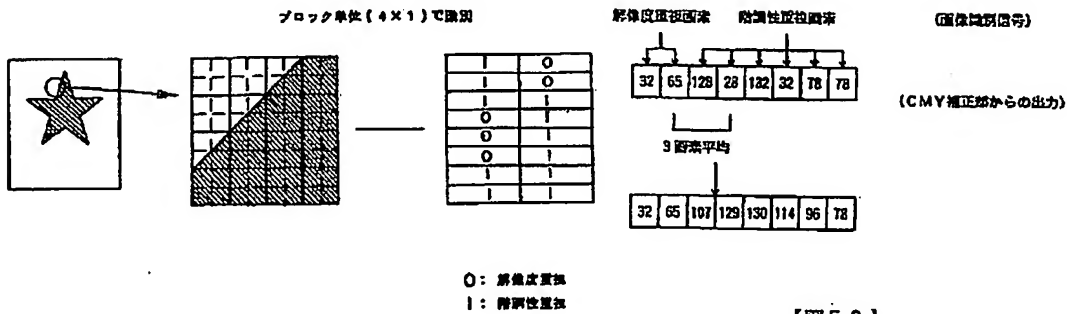 ブロック単位(4×1)で識別
解像度重視画素 階調性重視画素 (画像識別信号)
32 65 128 28 132 32 78 78
(CMY補正部からの出力)
3画素平均
32 65 107 129 130 114 96 78
1 0
1 0
1 1
0 1
0 1
0 1
1 1
1 1
0: 解像度重視
1: 階調性重視